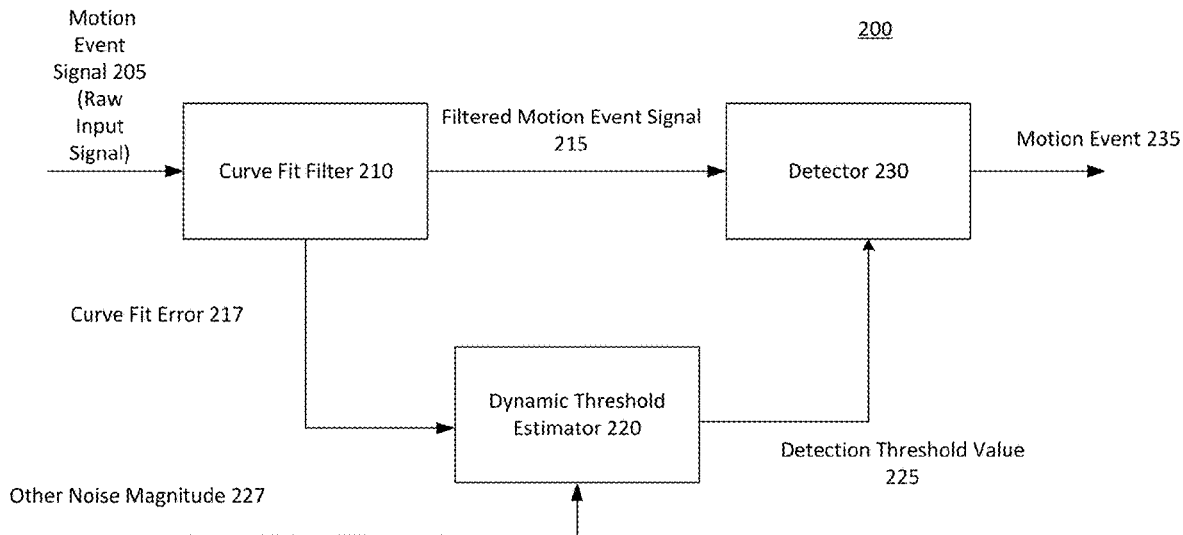 Motion
Event
Signal 205
(Raw
Input
Signal)
200
Curve Fit Filter 210
Filtered Motion Event Signal
215
Detector 230
Motion Event 235
Curve Fit Error 217
Dynamic Threshold
Estimator 220
Detection Threshold Value
225
Other Noise Magnitude 227